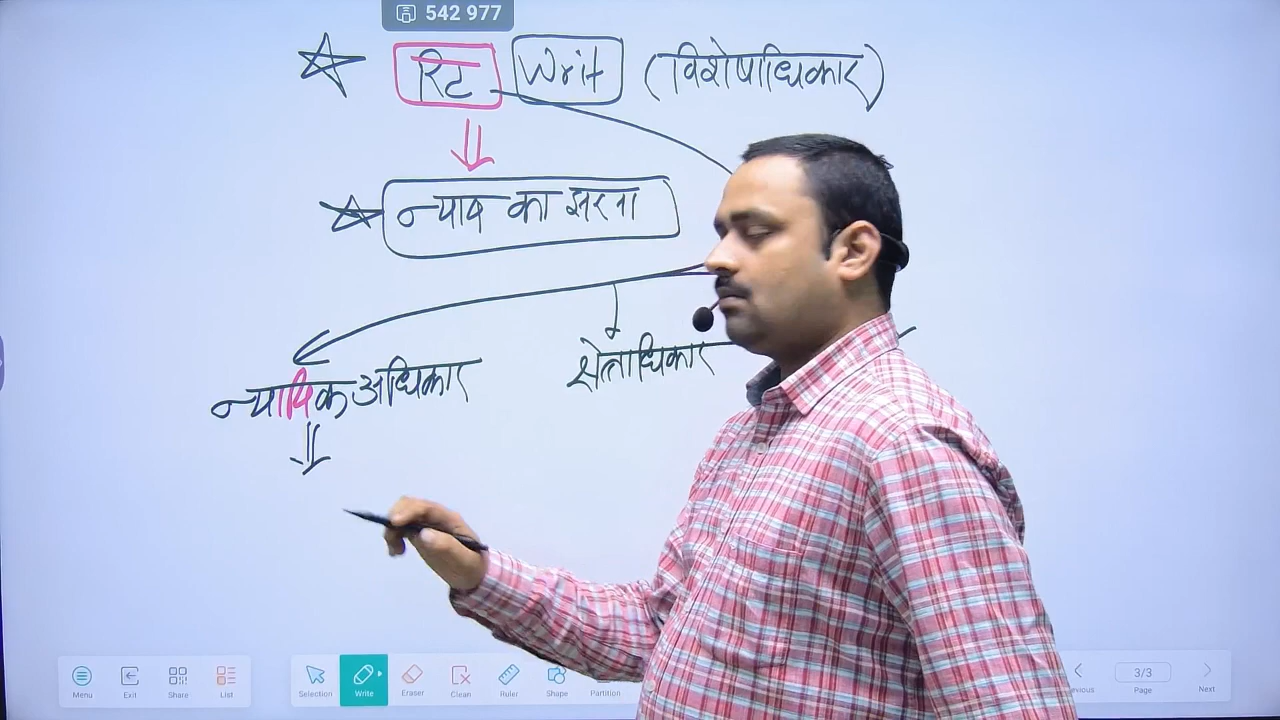 542 977
रिट Writ (विशेषाधिकार)
न्याय का झरना
न्यायिक अधिकार क्षेत्राधिकार
Menu Exit Share List Selection Write Eraser Clean Ruler Shape Partition evious 3/3 Page Next